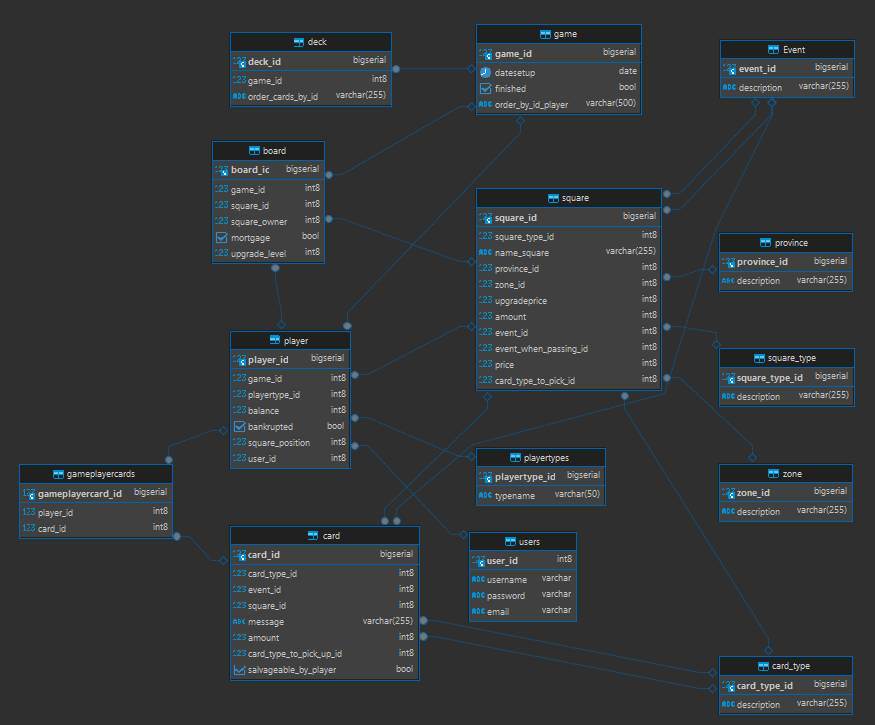 deck
deck_id bigserial
game_id int8
order_cards_by_id varchar(255)
game
game_id bigserial
datesetup date
finished bool
order_by_id_player varchar(500)
Event
event_id bigserial
description varchar(255)
board
board_ic bigserial
game_id int8
square_id int8
square_owner int8
mortgage bool
upgrade_level int8
square
square_id bigserial
square_type_id int8
name_square varchar(255)
province_id int8
zone_id int8
upgradeprice int8
amount int8
event_id int8
event_when_passing_id int8
price int8
card_type_to_pick_id int8
province
province_id bigserial
description varchar(255)
player
player_id bigserial
game_id int8
playertype_id int8
balance int8
bankrupted bool
square_position int8
user_id int8
square_type
square_type_id bigserial
description varchar(255)
gameplayercards
gameplayercard_id bigserial
player_id int8
card_id int8
playertypes
playertype_id bigserial
typename varchar(50)
zone
zone_id bigserial
description varchar(255)
card
card_id bigserial
card_type_id int8
event_id int8
square_id int8
message varchar(255)
amount int8
card_type_to_pick_up_id int8
salvageable_by_player bool
users
user_id int8
username varchar
password varchar
email varchar
card_type
card_type_id bigserial
description varchar(255)